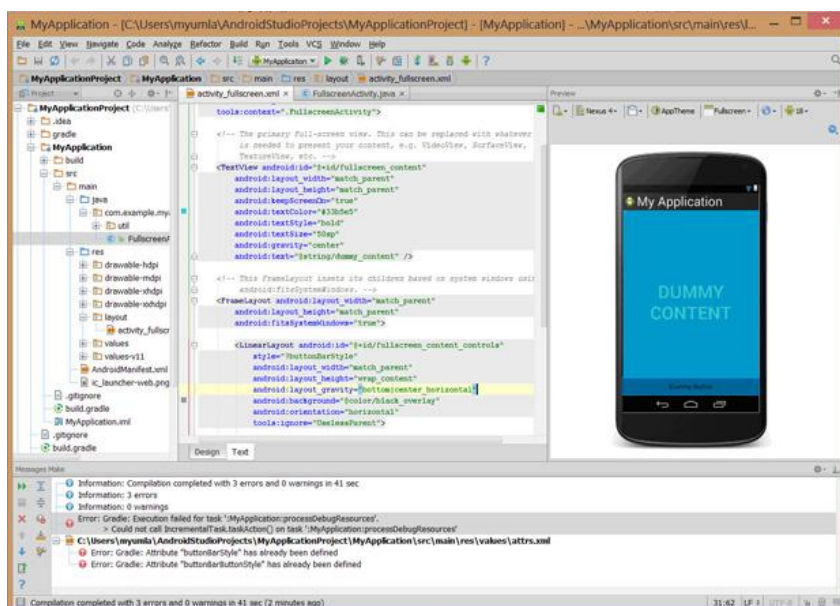 MyApplication - [C:\Users\myumla\AndroidStudioProjects\MyApplicationProject] - [MyApplication] - ...\MyApplication\src\main\res\l...
File Edit View Navigate Code Analyze Refactor Build Run Tools VCS Window Help
MyApplication
MyApplicationProject MyApplication src main res layout activity_fullscreen.xml
Project
activity_fullscreen.xml FullscreenActivity.java
Preview
MyApplicationProject (C:\Users\
.idea
gradle
MyApplication
build
src
main
java
com.example.my
util
FullscreenA
res
drawable-hdpi
drawable-mdpi
drawable-xhdpi
drawable-xxhdpi
layout
activity_fullscr
values
values-v11
AndroidManifest.xml
ic_launcher-web.png
.gitignore
build.gradle
MyApplication.iml
.gitignore
build.gradle
tools:context=".FullscreenActivity">
<!-- The primary full-screen view. This can be replaced with whatever
is needed to present your content, e.g. VideoView, SurfaceView,
TextureView, etc. -->
<TextView android:id="@+id/fullscreen_content"
android:layout_width="match_parent"
android:layout_height="match_parent"
android:keepScreenOn="true"
android:textColor="#33b5e5"
android:textStyle="bold"
android:textSize="50sp"
android:gravity="center"
android:text="@string/dummy_content" />
<!-- This FrameLayout insets its children based on system windows usin
android:fitsSystemWindows. -->
<FrameLayout android:layout_width="match_parent"
android:layout_height="match_parent"
android:fitsSystemWindows="true">
<LinearLayout android:id="@+id/fullscreen_content_controls"
style="?buttonBarStyle"
android:layout_width="match_parent"
android:layout_height="wrap_content"
android:layout_gravity="bottom|center_horizontal"
android:background="@color/black_overlay"
android:orientation="horizontal"
tools:ignore="UselessParent">
Design Text
Nexus 4 AppTheme Fullscreen 18
My Application
DUMMY
CONTENT
Dummy Button
Messages Make
Information: Compilation completed with 3 errors and 0 warnings in 41 sec
Information: 3 errors
Information: 0 warnings
Error: Gradle: Execution failed for task ':MyApplication:processDebugResources'.
> Could not call IncrementalTask.taskAction() on task ':MyApplication:processDebugResources'
C:\Users\myumla\AndroidStudioProjects\MyApplicationProject\MyApplication\src\main\res\values\attrs.xml
Error: Gradle: Attribute "buttonBarStyle" has already been defined
Error: Gradle: Attribute "buttonBarButtonStyle" has already been defined
Compilation completed with 3 errors and 0 warnings in 41 sec (2 minutes ago) 31:62 UTF-8